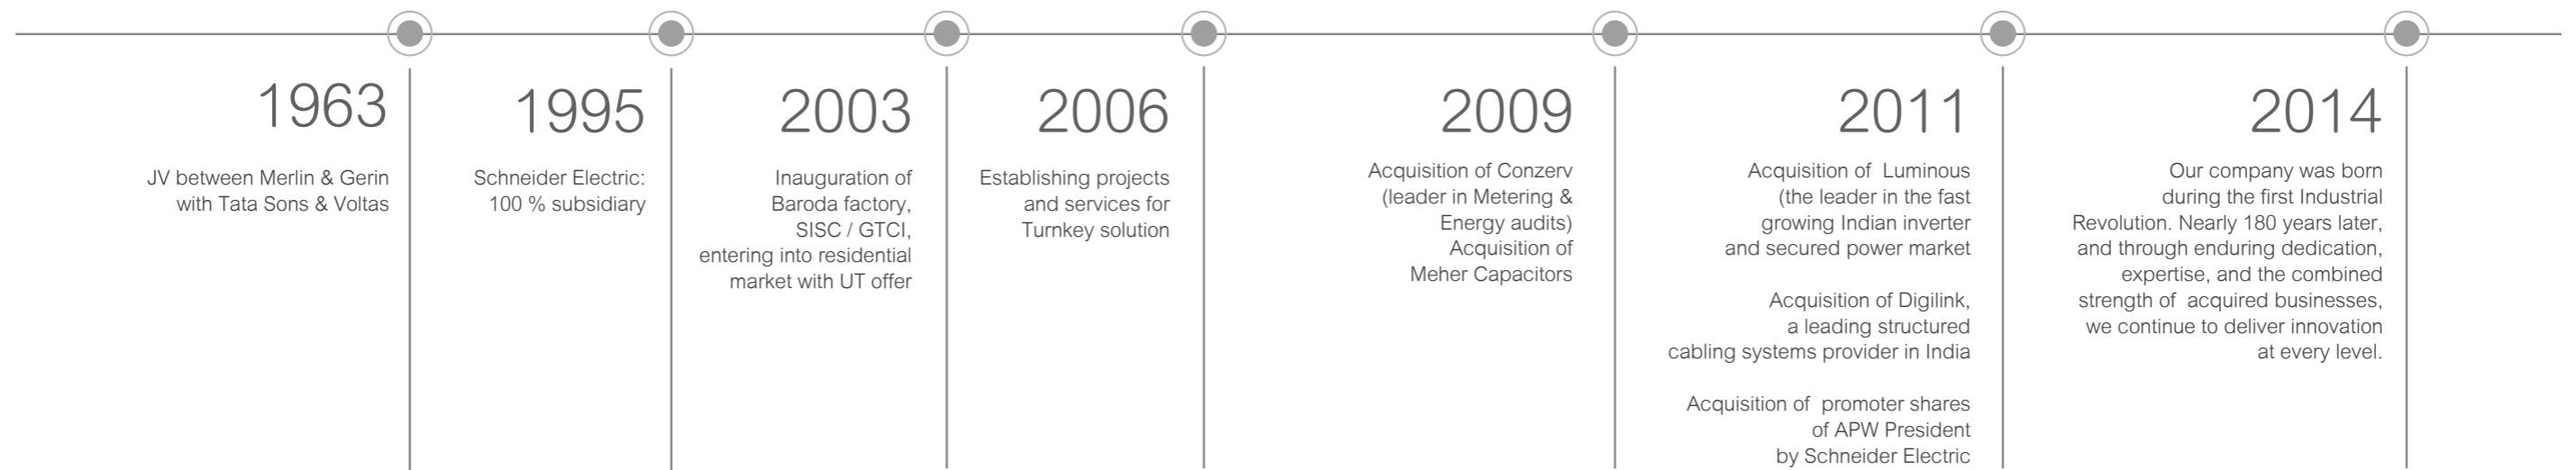 1963
JV between Merlin & Gerin
with Tata Sons & Voltas
1995
Schneider Electric:
100 % subsidiary
2003
Inauguration of
Baroda factory,
SISC / GTCI,
entering into residential
market with UT offer
2006
Establishing projects
and services for
Turnkey solution
2009
Acquisition of Conzerv
(leader in Metering &
Energy audits)
Acquisition of
Meher Capacitors
2011
Acquisition of  Luminous
(the leader in the fast
growing Indian inverter
and secured power market
Acquisition of Digilink,
a leading structured
cabling systems provider in India
Acquisition of  promoter shares
of APW President
by Schneider Electric
2014
Our company was born
during the first Industrial
Revolution. Nearly 180 years later,
and through enduring dedication,
expertise, and the combined
strength of  acquired businesses,
we continue to deliver innovation
at every level.